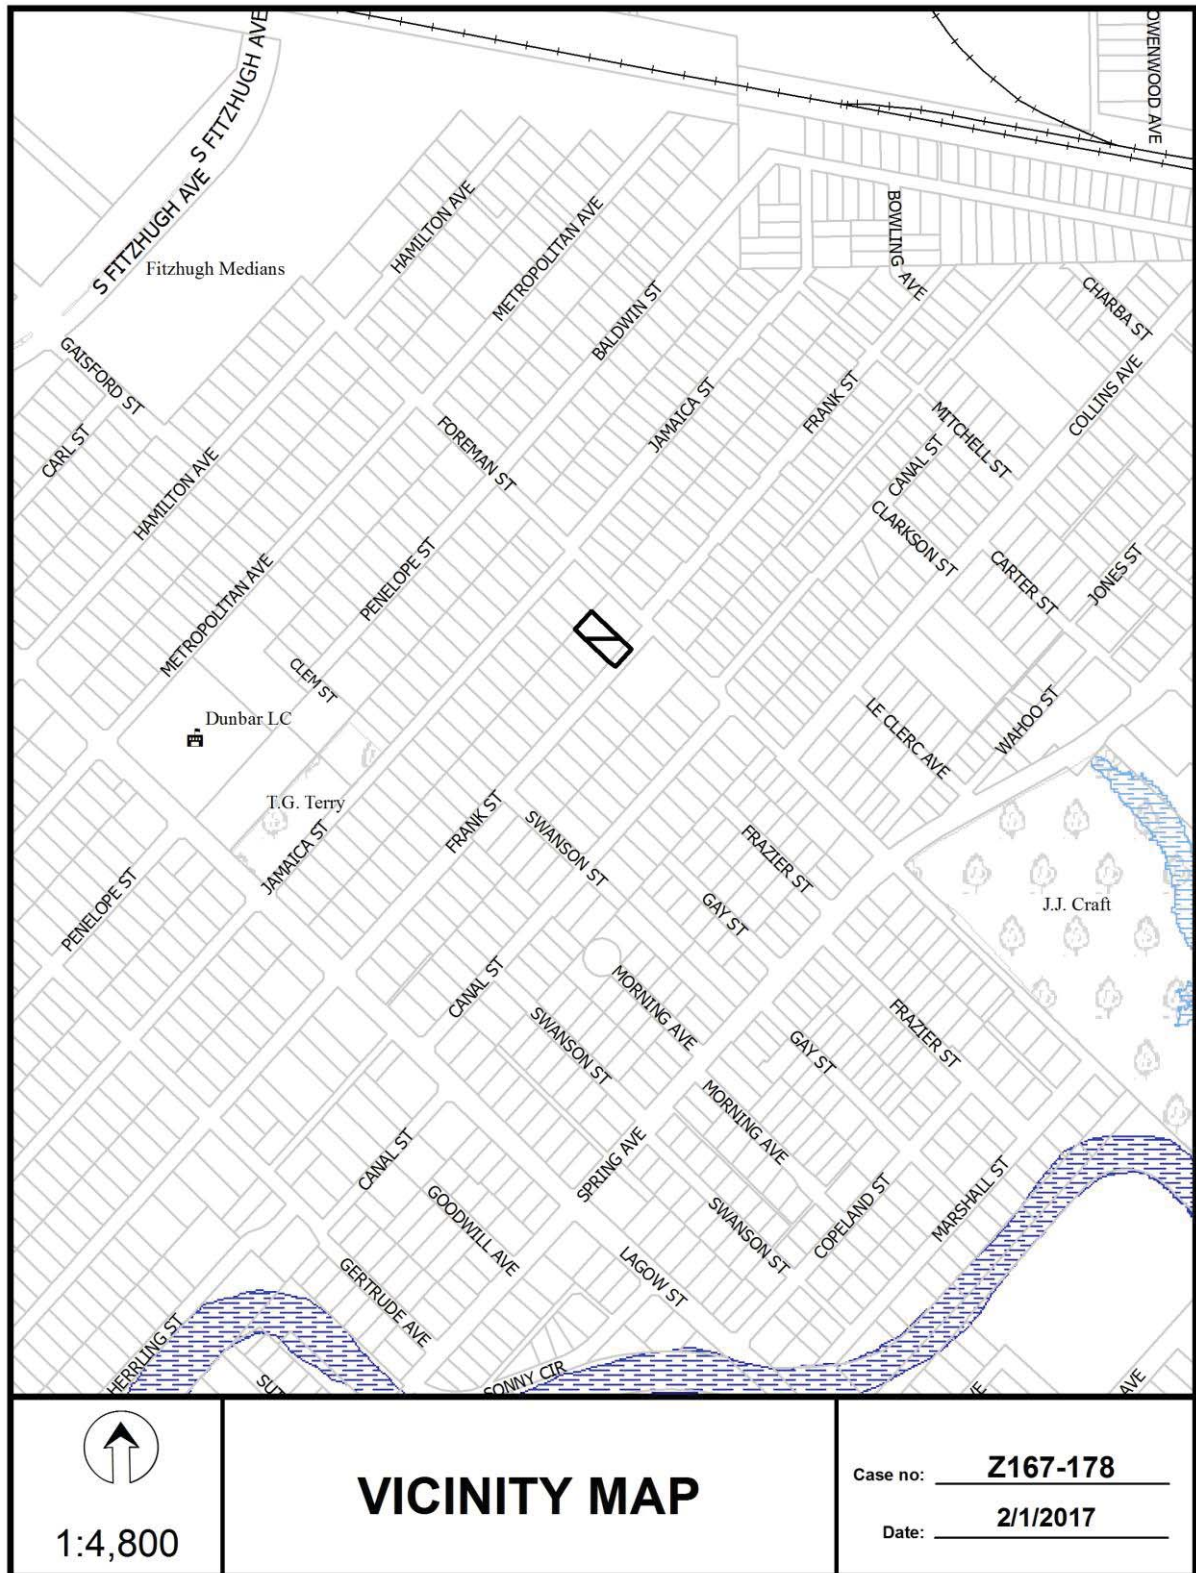 OWENWOOD AVE
S FITZHUGH AVE
S FITZHUGH AVE
HAMILTON AVE
METROPOLITAN AVE
BOWLING AVE
Fitzhugh Medians
BALDWIN ST
CHARBA ST
GAISFORD ST
COLLINS AVE
JAMAICA ST
FRANK ST
CARL ST
HAMILTON AVE
FOREMAN ST
MITCHELL ST
CANAL ST
CLARKSON ST
PENELOPE ST
CARTER ST
JONES ST
METROPOLITAN AVE
CLEM ST
Dunbar LC
LE CLERC AVE
WAHOO ST
T.G. Terry
JAMAICA ST
FRANK ST
SWANSON ST
FRAZIER ST
PENELOPE ST
GAY ST
J.J. Craft
CANAL ST
MORNING AVE
SWANSON ST
GAY ST
FRAZIER ST
MORNING AVE
CANAL ST
SPRING AVE
GOODWILL AVE
SWANSON ST
COPELAND ST
MARSHALL ST
GERTRUDE AVE
LAGOW ST
HERRLING ST
SUT
SONNY CIR
VE
AVE
1:4,800
VICINITY MAP
Case no: Z167-178
Date: 2/1/2017